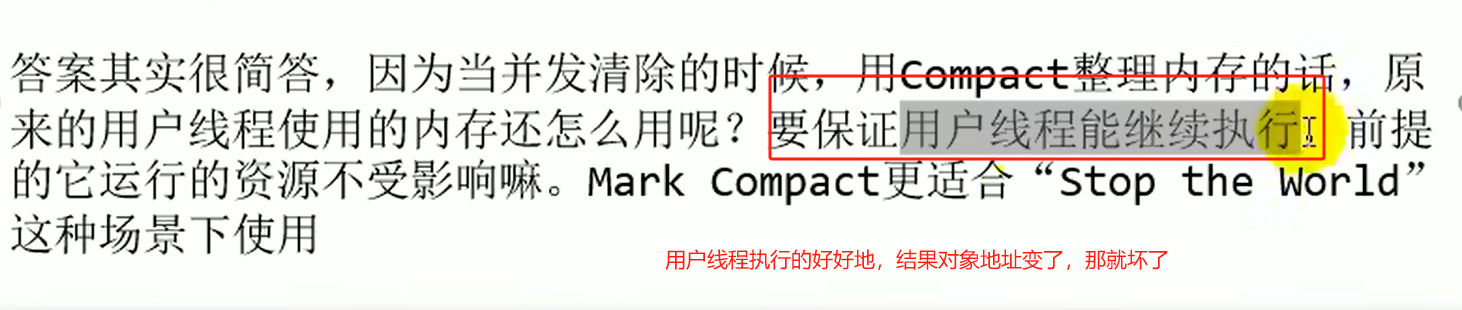 答案其实很简答，因为当并发清除的时候，用Compact整理内存的话，原
来的用户线程使用的内存还怎么用呢？要保证用户线程能继续执行，前提
的它运行的资源不受影响嘛。Mark Compact更适合“Stop the World”
这种场景下使用
用户线程执行的好好地，结果对象地址变了，那就坏了